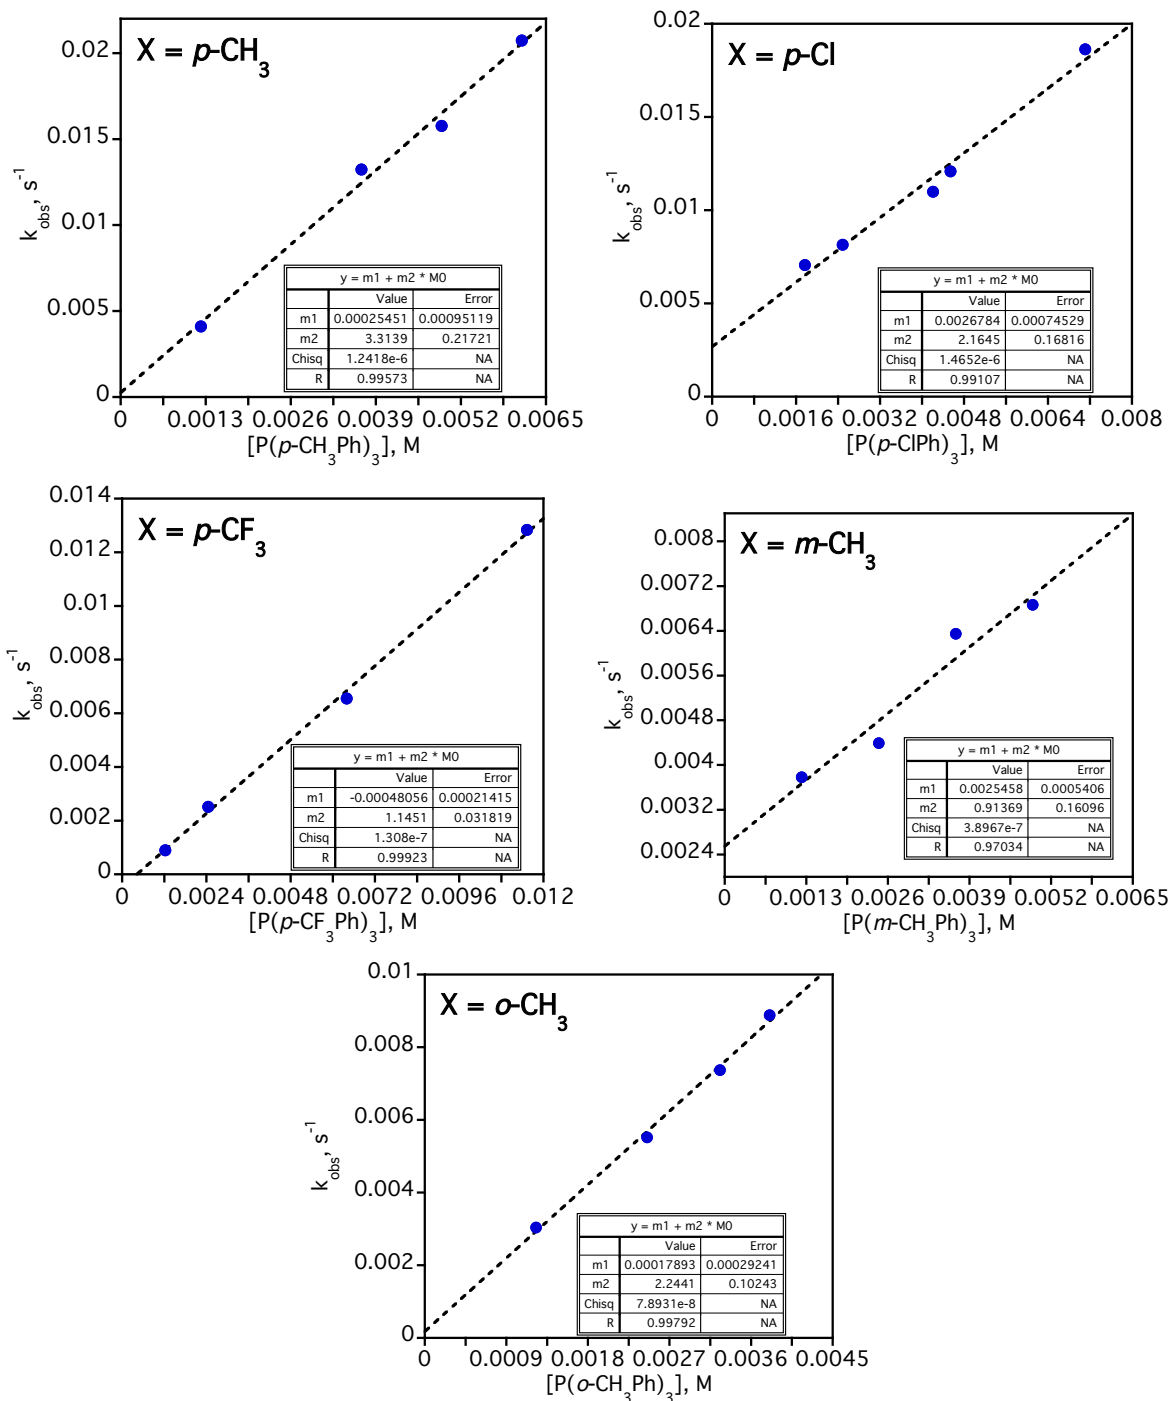 X = p-CH3
kobs, s-1
0.02
0.015
0.01
0.005
0
0 0.0013 0.0026 0.0039 0.0052 0.0065
[P(p-CH3Ph)3], M
y = m1 + m2 * M0
Value Error
m1 0.00025451 0.00095119
m2 3.3139 0.21721
Chisq 1.2418e-6 NA
R 0.99573 NA
X = p-Cl
kobs, s-1
0.02
0.015
0.01
0.005
0
0 0.0016 0.0032 0.0048 0.0064 0.008
[P(p-ClPh)3], M
y = m1 + m2 * M0
Value Error
m1 0.0026784 0.00074529
m2 2.1645 0.16816
Chisq 1.4652e-6 NA
R 0.99107 NA
X = p-CF3
kobs, s-1
0.014
0.012
0.01
0.008
0.006
0.004
0.002
0
0 0.0024 0.0048 0.0072 0.0096 0.012
[P(p-CF3Ph)3], M
y = m1 + m2 * M0
Value Error
m1 -0.00048056 0.00021415
m2 1.1451 0.031819
Chisq 1.308e-7 NA
R 0.99923 NA
X = m-CH3
kobs, s-1
0.008
0.0072
0.0064
0.0056
0.0048
0.004
0.0032
0.0024
0 0.0013 0.0026 0.0039 0.0052 0.0065
[P(m-CH3Ph)3], M
y = m1 + m2 * M0
Value Error
m1 0.0025458 0.0005406
m2 0.91369 0.16096
Chisq 3.8967e-7 NA
R 0.97034 NA
X = o-CH3
kobs, s-1
0.01
0.008
0.006
0.004
0.002
0
0 0.0009 0.0018 0.0027 0.0036 0.0045
[P(o-CH3Ph)3], M
y = m1 + m2 * M0
Value Error
m1 0.00017893 0.00029241
m2 2.2441 0.10243
Chisq 7.8931e-8 NA
R 0.99792 NA